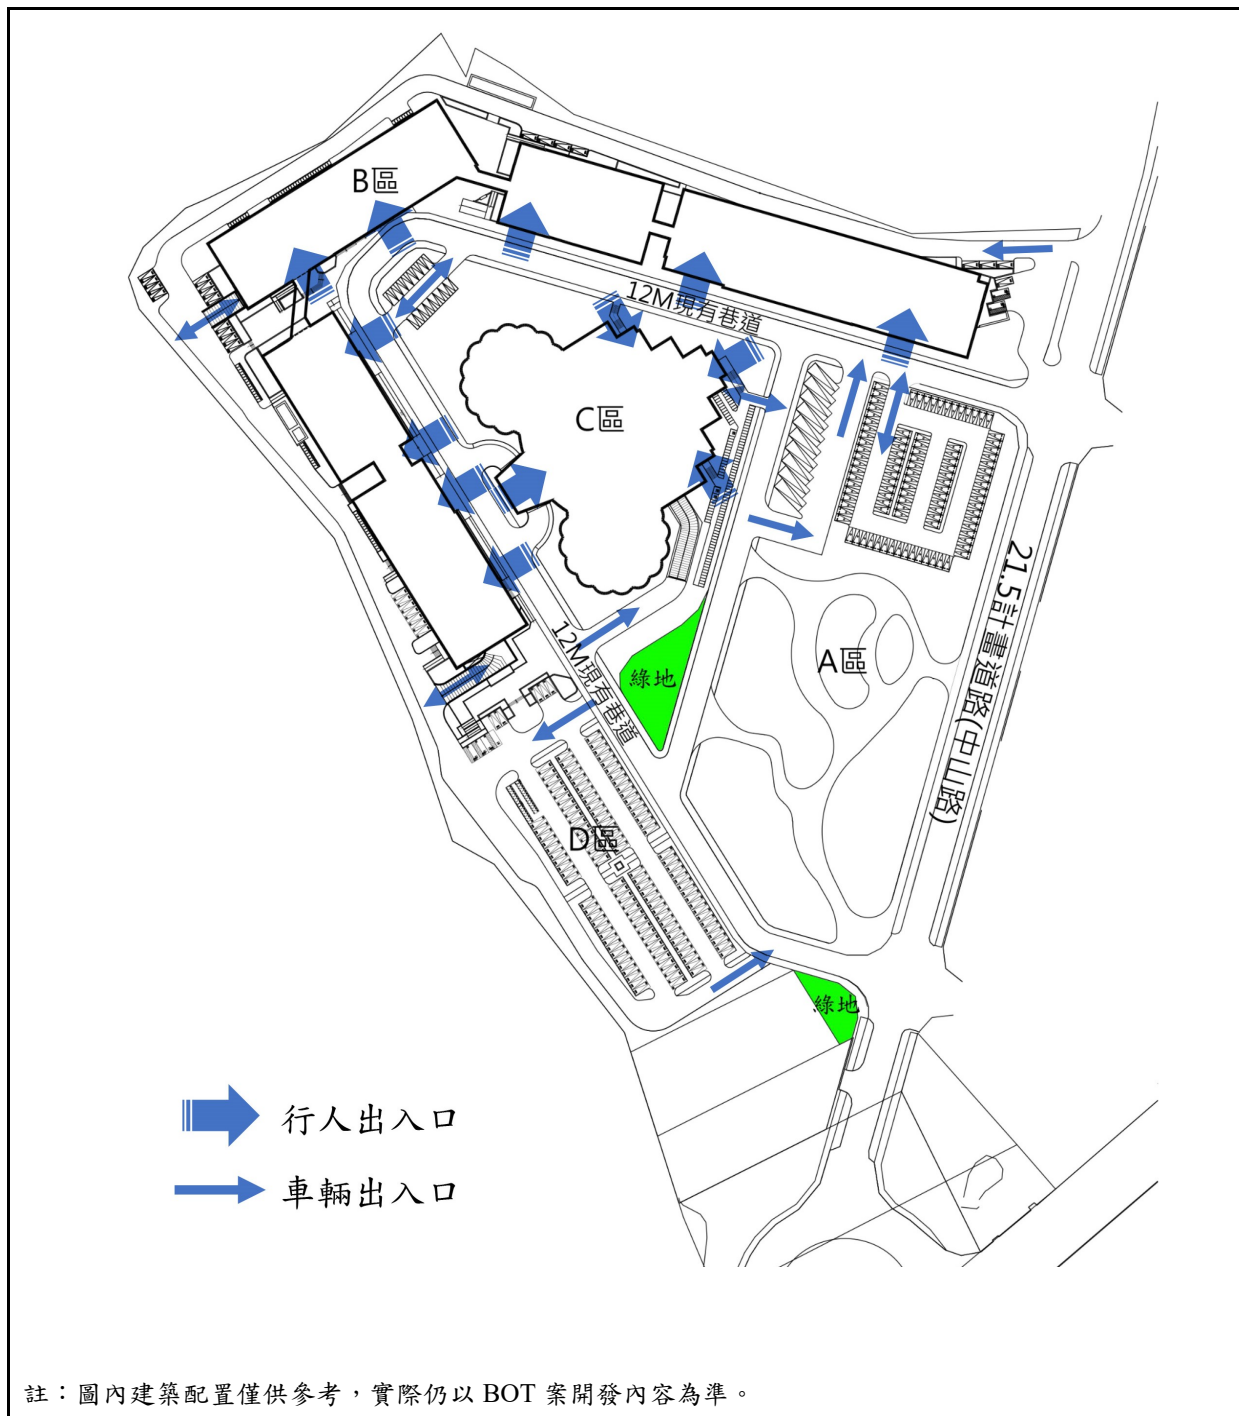 B區
12M現有巷道
C區
21.5計畫道路(中山路)
A區
綠地
12M現有巷道
D區
綠地
行人出入口
車輛出入口
註：圖內建築配置僅供參考，實際仍以 BOT 案開發內容為準。